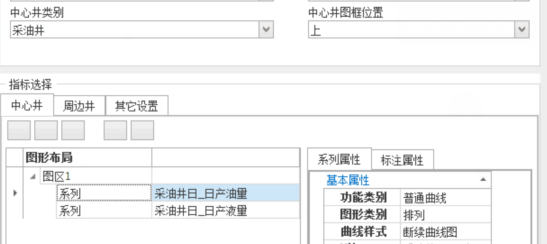 中心井类别 中心井图框位置
采油井 上
指标选择
中心井 周边井 其它设置
图形布局 系列属性 标注属性
图区1 基本属性
系列 采油井日_日产油量 功能类别 普通曲线
系列 采油井日_日产液量 图形类别 排列
曲线样式 断续曲线图